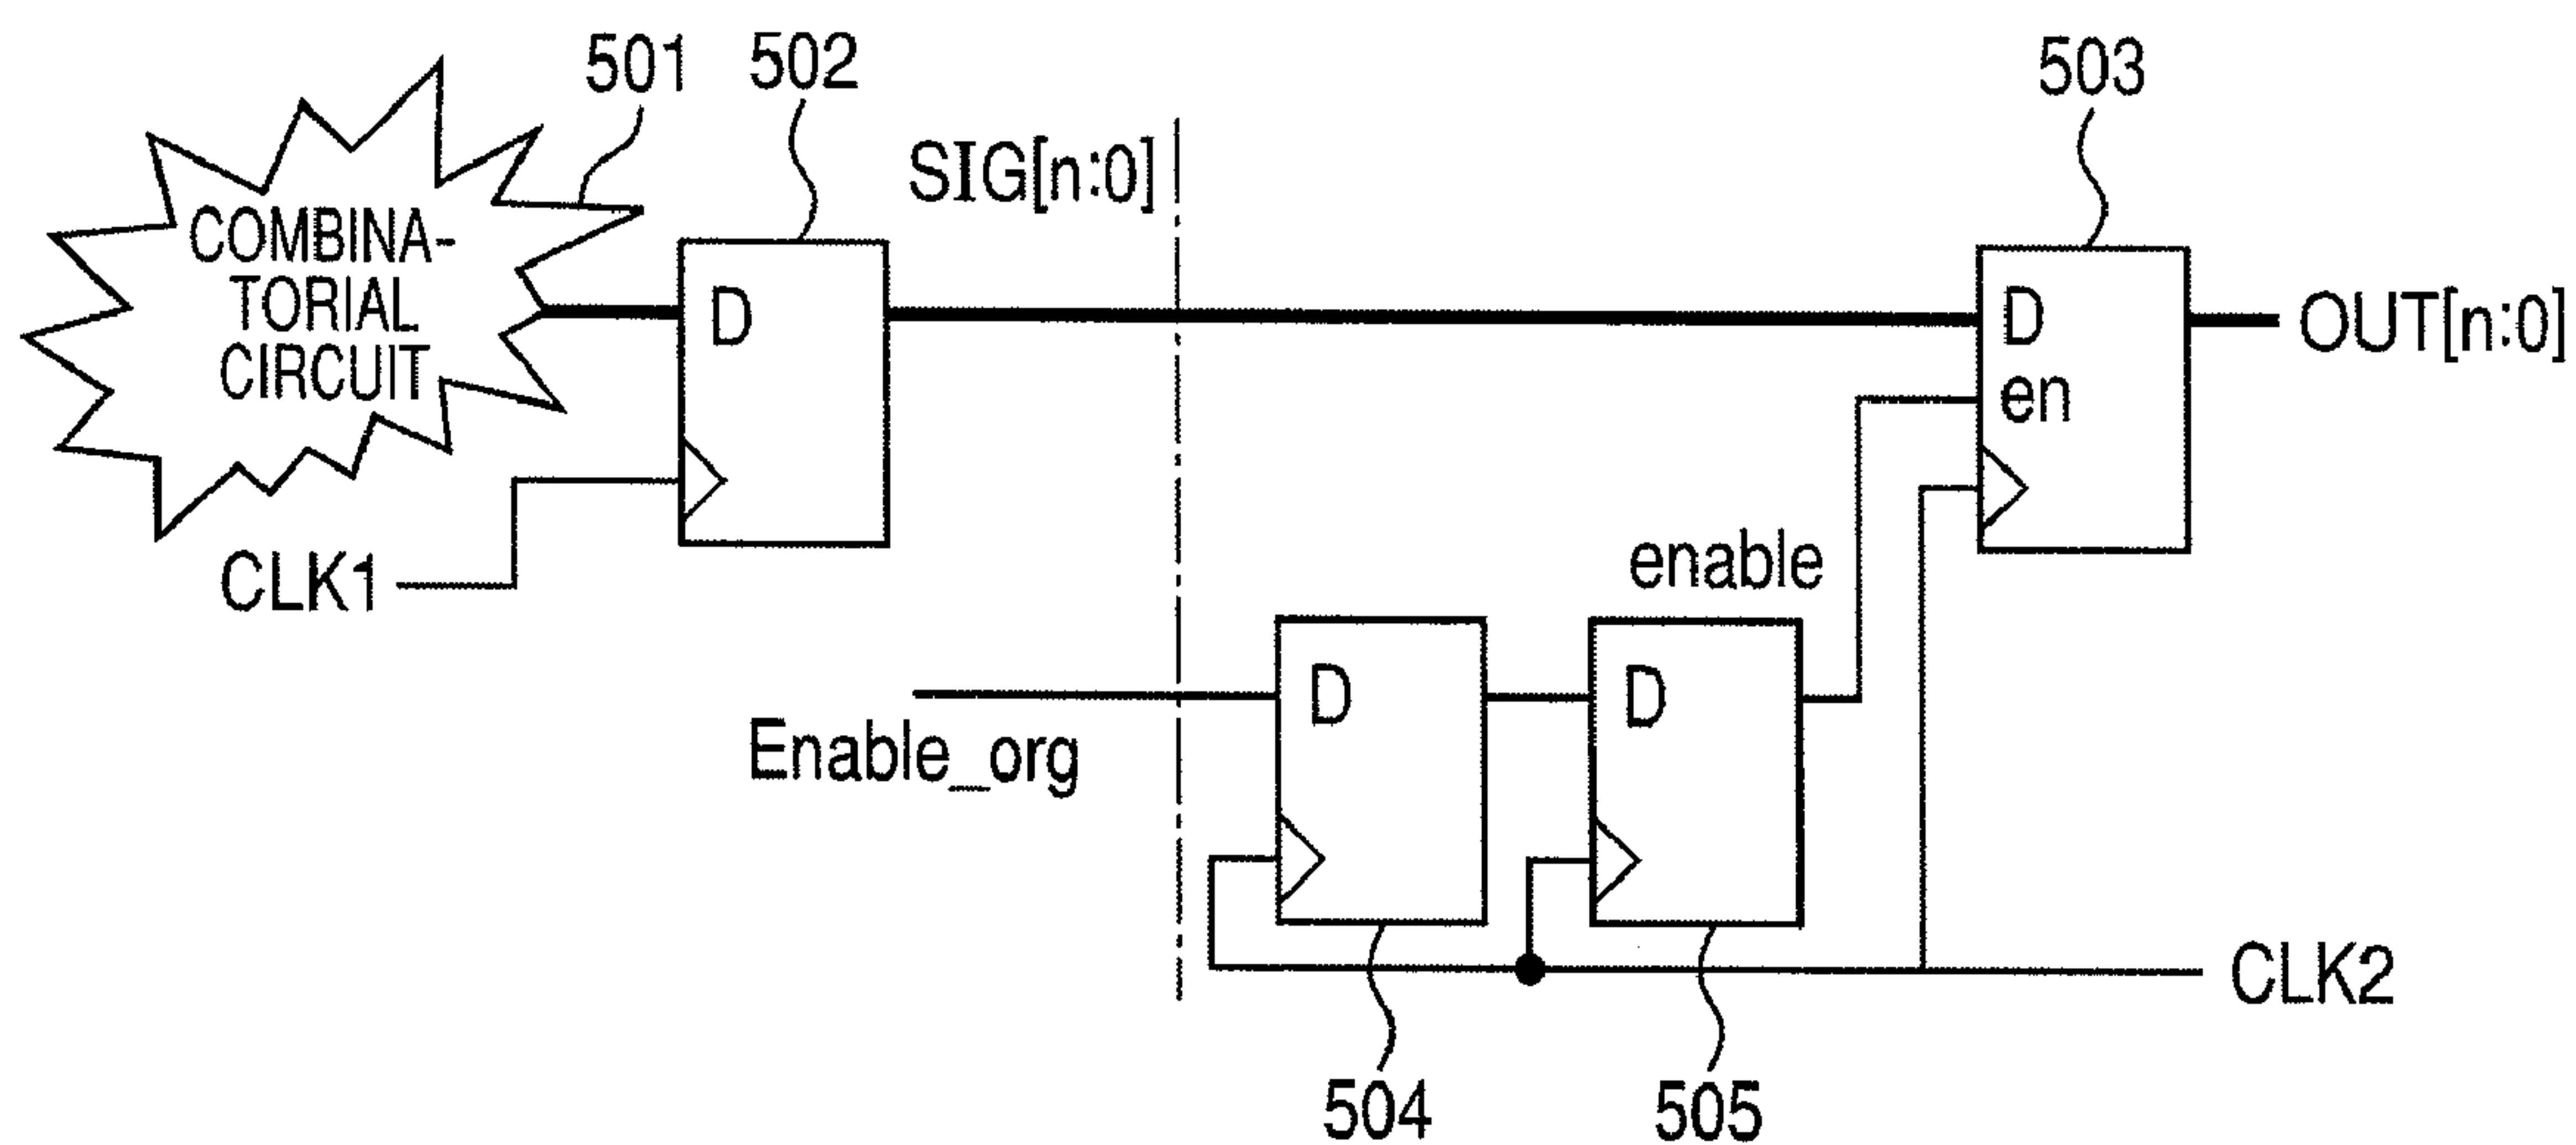 501
502
503
SIG[n:0]
COMBINA-
TORIAL
CIRCUIT
D
D
en
OUT[n:0]
CLK1
enable
D
D
Enable_org
CLK2
504
505